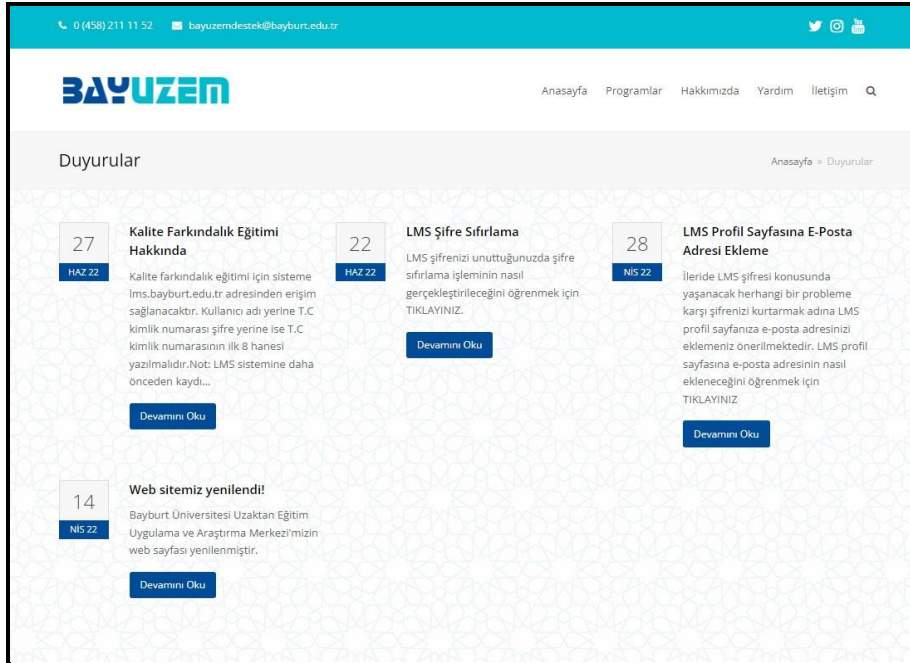 0 (458) 211 11 52 bayuzemdestek@bayburt.edu.tr
BAYUZEM
Anasayfa Programlar Hakkımızda Yardım İletişim
Duyurular
Anasayfa » Duyurular
27
HAZ 22
Kalite Farkındalık Eğitimi
Hakkında
Kalite farkındalık eğitimi için sisteme
lms.bayburt.edu.tr adresinden erişim
sağlanacaktır. Kullanıcı adı yerine T.C
kimlik numarası şifre yerine ise T.C
kimlik numarasının ilk 8 hanesi
yazılmalıdır.Not: LMS sistemine daha
önceden kaydı...
Devamını Oku
22
HAZ 22
LMS Şifre Sıfırlama
LMS şifrenizi unuttuğunuzda şifre
sıfırlama işleminin nasıl
gerçekleştirileceğini öğrenmek için
TIKLAYINIZ.
Devamını Oku
28
NİS 22
LMS Profil Sayfasına E-Posta
Adresi Ekleme
İleride LMS şifresi konusunda
yaşanacak herhangi bir probleme
karşı şifrenizi kurtarmak adına LMS
profil sayfanıza e-posta adresinizi
eklemeniz önerilmektedir. LMS profil
sayfasına e-posta adresinin nasıl
ekleneceğini öğrenmek için
TIKLAYINIZ
Devamını Oku
14
NİS 22
Web sitemiz yenilendi!
Bayburt Üniversitesi Uzaktan Eğitim
Uygulama ve Araştırma Merkezi'mizin
web sayfası yenilenmiştir.
Devamını Oku